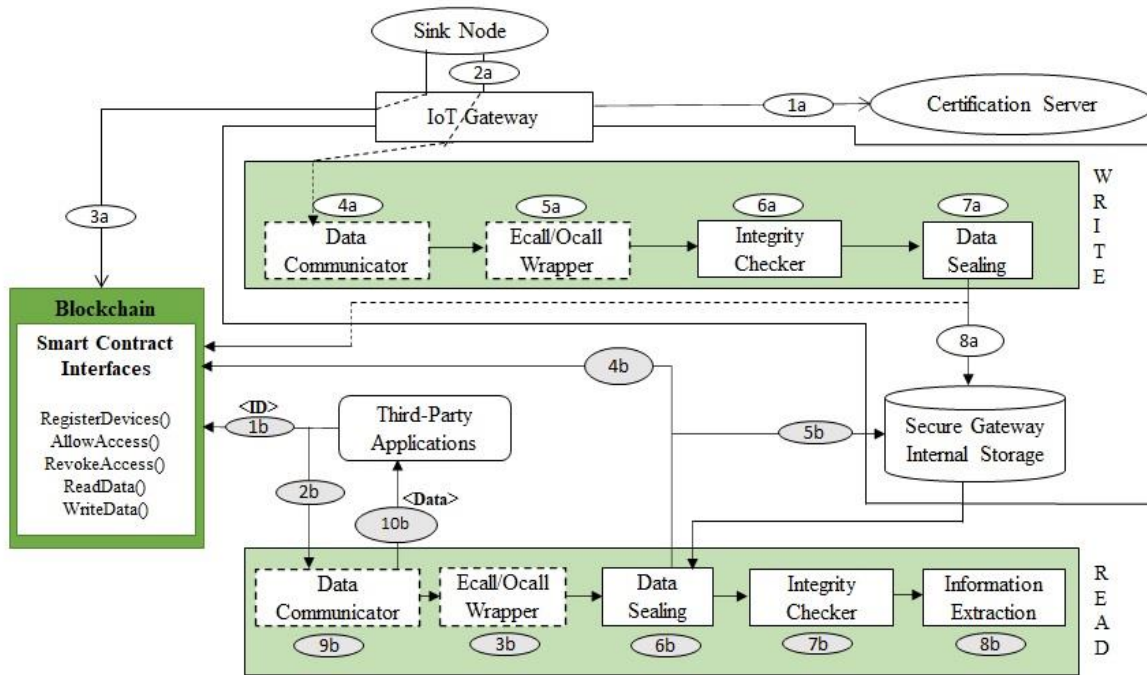 Sink Node
2a
IoT Gateway
1a
Certification Server
3a
WRITE
4a
5a
6a
7a
Data
Communicator
Ecall/Ocall
Wrapper
Integrity
Checker
Data
Sealing
Blockchain
Smart Contract
Interfaces
RegisterDevices()
AllowAccess()
RevokeAccess()
ReadData()
WriteData()
8a
4b
<ID>
1b
Third-Party
Applications
5b
Secure Gateway
Internal Storage
2b
<Data>
10b
READ
Data
Communicator
Ecall/Ocall
Wrapper
Data
Sealing
Integrity
Checker
Information
Extraction
9b
3b
6b
7b
8b